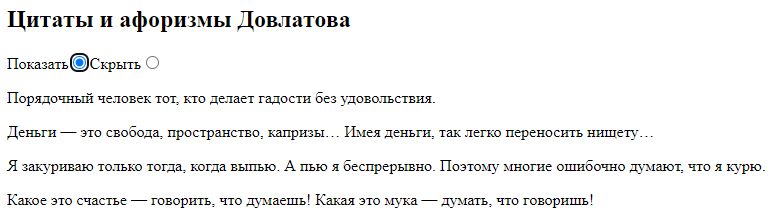 Цитаты и афоризмы Довлатова
Показать Скрыть
Порядочный человек тот, кто делает гадости без удовольствия.
Деньги — это свобода, пространство, капризы… Имея деньги, так легко переносить нищету…
Я закуриваю только тогда, когда выпью. А пью я беспрерывно. Поэтому многие ошибочно думают, что я курю.
Какое это счастье — говорить, что думаешь! Какая это мука — думать, что говоришь!